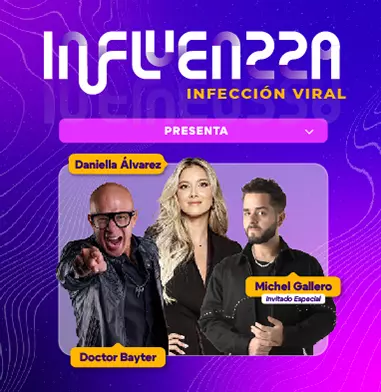 INFLUENZZA
INFECCIÓN VIRAL
PRESENTA
Daniella Álvarez
Michel Gallero
Invitado Especial
Doctor Bayter